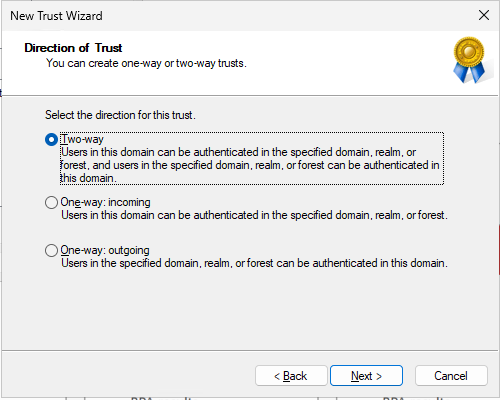 New Trust Wizard
Direction of Trust
You can create one-way or two-way trusts.
Select the direction for this trust.
Two-way
Users in this domain can be authenticated in the specified domain, realm, or
forest, and users in the specified domain, realm, or forest can be authenticated in
this domain.
One-way: incoming
Users in this domain can be authenticated in the specified domain, realm, or forest.
One-way: outgoing
Users in the specified domain, realm, or forest can be authenticated in this domain.
< Back
Next >
Cancel